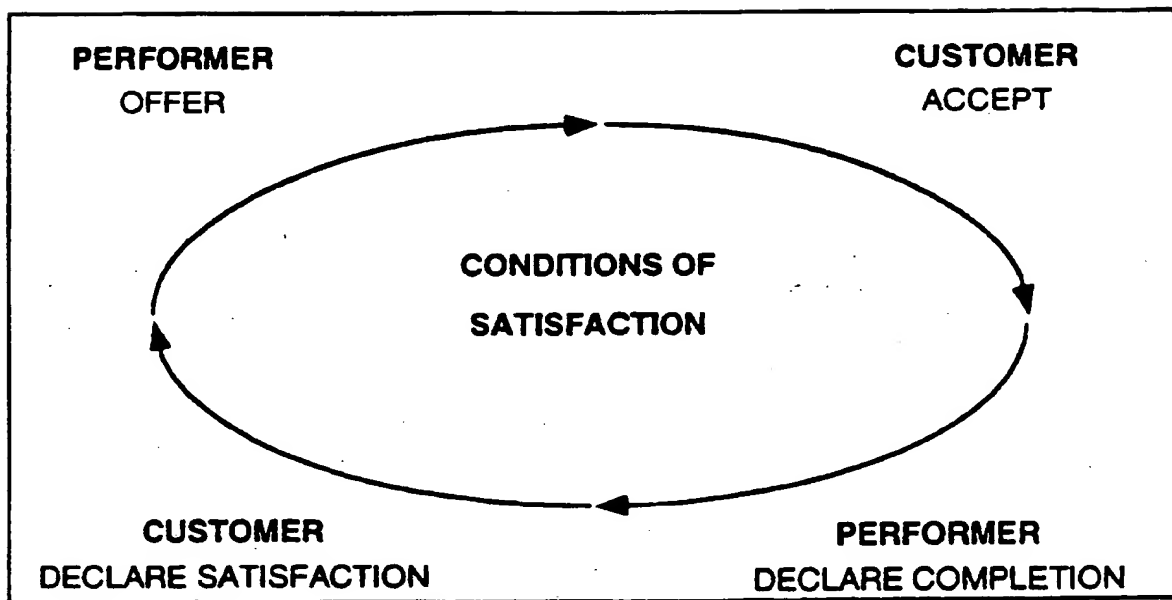 PERFORMER
OFFER
CUSTOMER
ACCEPT
CONDITIONS OF
SATISFACTION
CUSTOMER
DECLARE SATISFACTION
PERFORMER
DECLARE COMPLETION